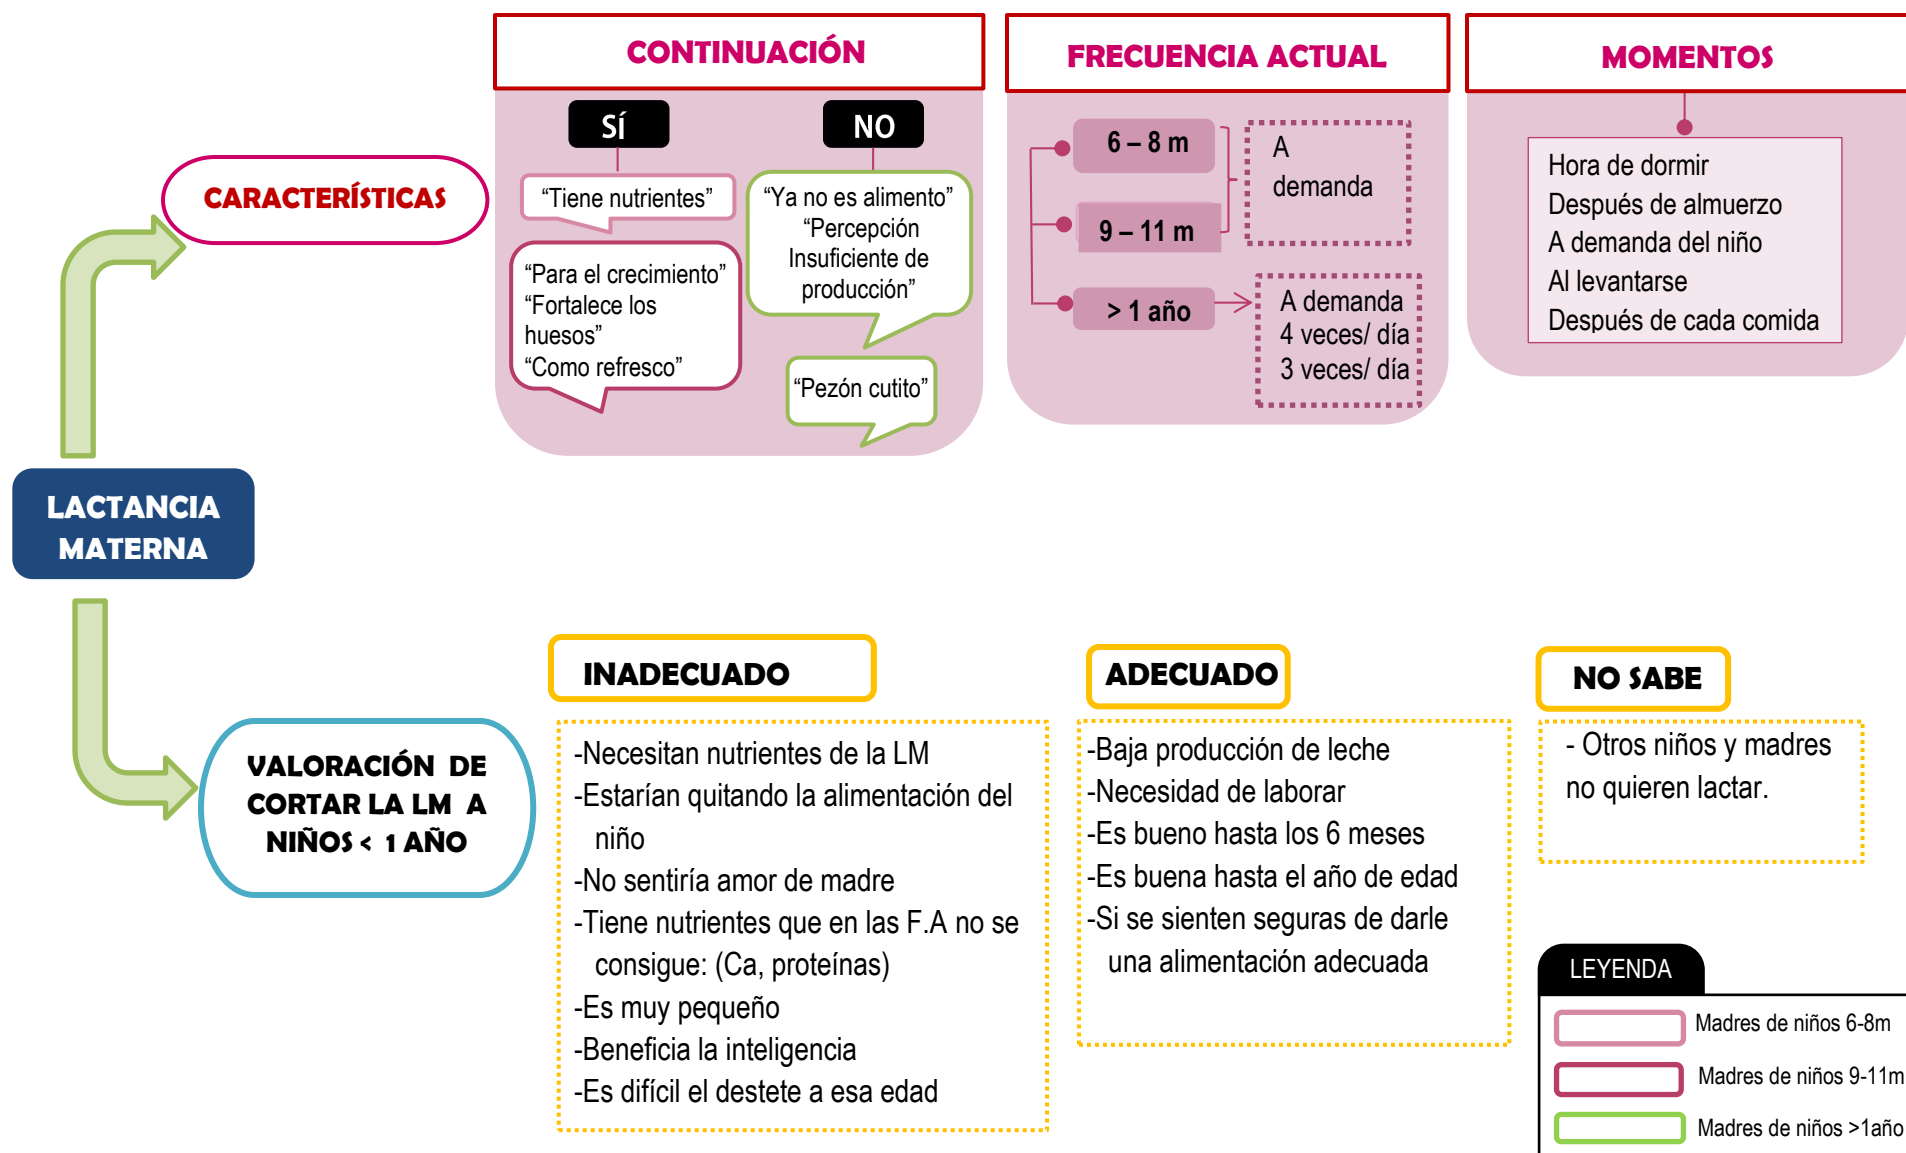 CONTINUACIÓN
SÍ
NO
“Tiene nutrientes”
“Para el crecimiento”
“Fortalece los
huesos”
“Como refresco”
“Ya no es alimento”
“Percepción
Insuficiente de
producción”
“Pezón cutito”
FRECUENCIA ACTUAL
6 – 8 m
9 – 11 m
> 1 año
A
demanda
A demanda
4 veces/ día
3 veces/ día
MOMENTOS
Hora de dormir
Después de almuerzo
A demanda del niño
Al levantarse
Después de cada comida
CARACTERÍSTICAS
LACTANCIA
MATERNA
VALORACIÓN DE
CORTAR LA LM A
NIÑOS < 1 AÑO
INADECUADO
-Necesitan nutrientes de la LM
-Estarían quitando la alimentación del
niño
-No sentiría amor de madre
-Tiene nutrientes que en las F.A no se
consigue: (Ca, proteínas)
-Es muy pequeño
-Beneficia la inteligencia
-Es difícil el destete a esa edad
ADECUADO
-Baja producción de leche
-Necesidad de laborar
-Es bueno hasta los 6 meses
-Es buena hasta el año de edad
-Si se sienten seguras de darle
una alimentación adecuada
NO SABE
- Otros niños y madres
no quieren lactar.
LEYENDA
Madres de niños 6-8m
Madres de niños 9-11m
Madres de niños >1año